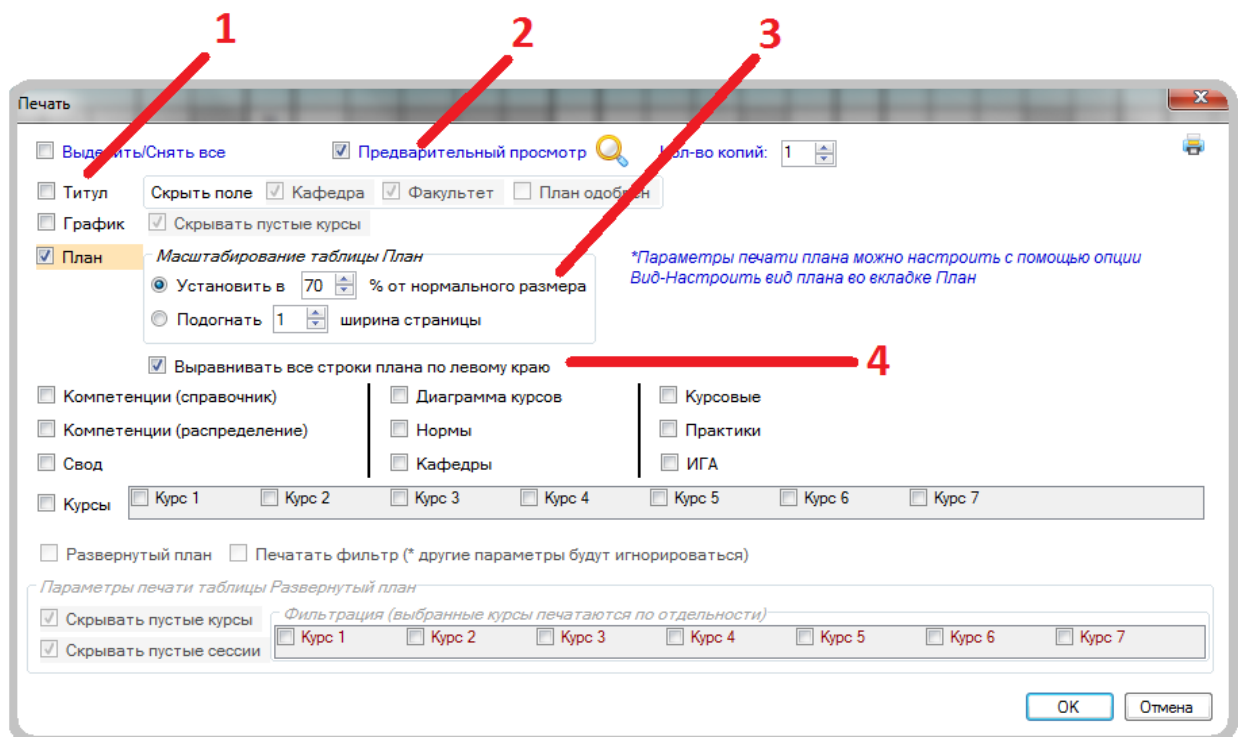 1 2 3
Печать
Выделить/Снять все Предварительный просмотр Кол-во копий: 1
Титул Скрыть поле Кафедра Факультет План одобрен
График Скрывать пустые курсы
План Масштабирование таблицы План
*Параметры печати плана можно настроить с помощью опции
Вид-Настроить вид плана во вкладке План
Установить в 70 % от нормального размера
Подогнать 1 ширина страницы
Выравнивать все строки плана по левому краю 4
Компетенции (справочник) Диаграмма курсов Курсовые
Компетенции (распределение) Нормы Практики
Свод Кафедры ИГА
Курсы Курс 1 Курс 2 Курс 3 Курс 4 Курс 5 Курс 6 Курс 7
Развернутый план Печатать фильтр (* другие параметры будут игнорироваться)
Параметры печати таблицы Развернутый план
Скрывать пустые курсы Фильтрация (выбранные курсы печатаются по отдельности)
Курс 1 Курс 2 Курс 3 Курс 4 Курс 5 Курс 6 Курс 7
Скрывать пустые сессии
OK Отмена